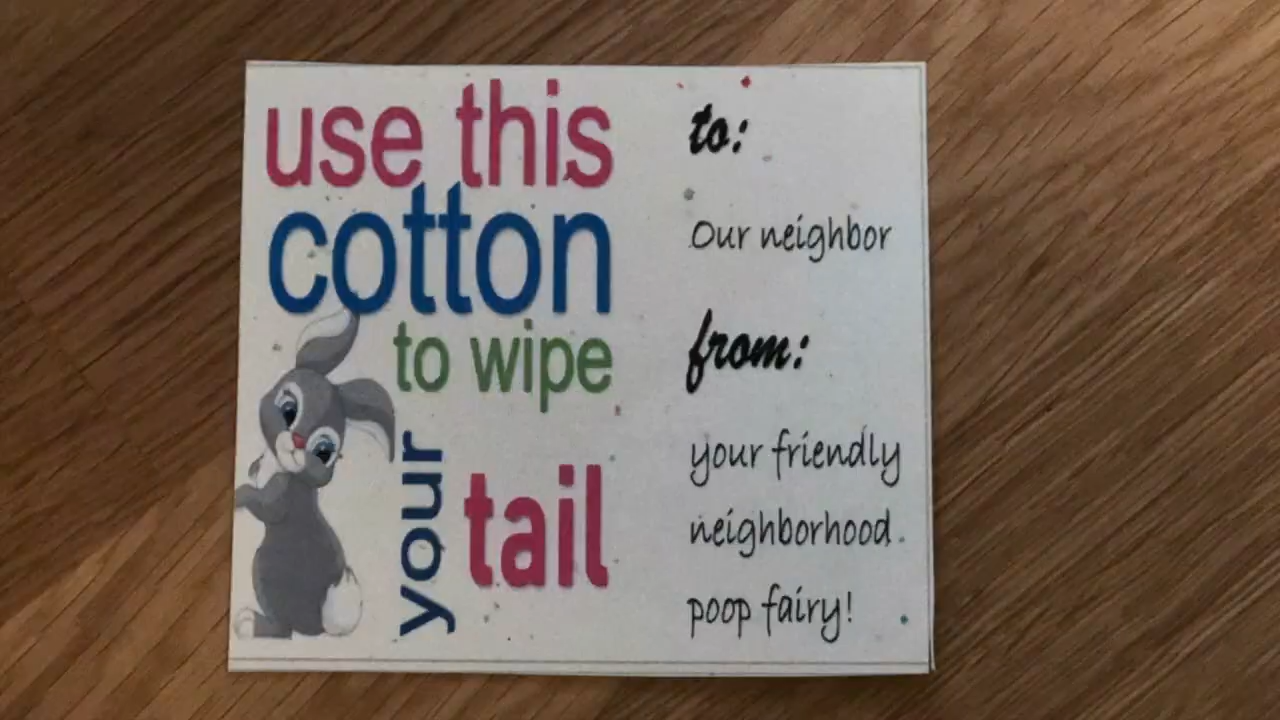 use this
cotton
to wipe
your
tail
to:
Our neighbor
from:
your friendly
neighborhood
poop fairy!